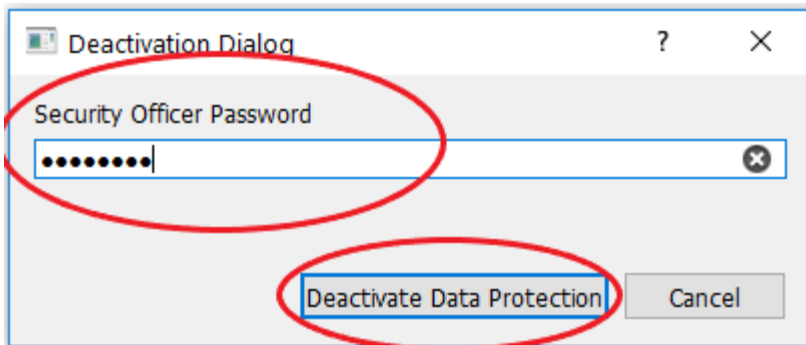 Deactivation Dialog ?
Security Officer Password
••••••••
Deactivate Data Protection Cancel